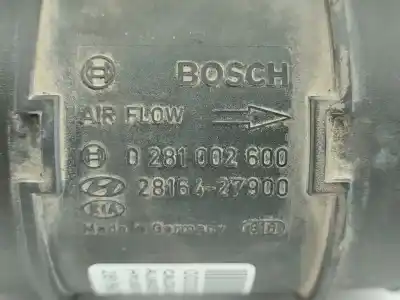 BOSCH
AIR FLOW
0 281 002 600
28164-27900
KIA
Made in Germany